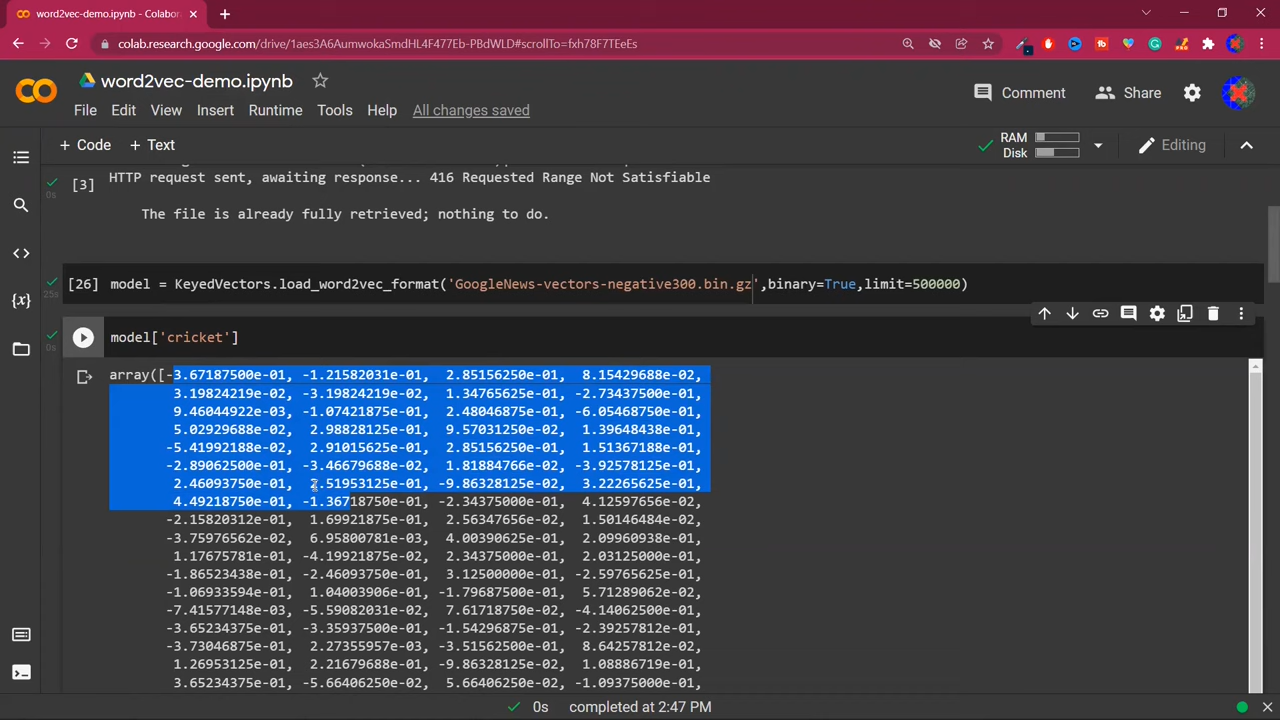 word2vec-demo.ipynb - Colabor
colab.research.google.com/drive/1aes3A6AumwokaSmdHL4F477Eb-PBdWLD#scrollTo=fxh78F7TEeEs
word2vec-demo.ipynb
File Edit View Insert Runtime Tools Help All changes saved
Comment Share
+ Code + Text
RAM
Disk
Editing
HTTP request sent, awaiting response... 416 Requested Range Not Satisfiable
[3]
0s
The file is already fully retrieved; nothing to do.
[26] model = KeyedVectors.load_word2vec_format('GoogleNews-vectors-negative300.bin.gz',binary=True,limit=500000)
25s
model['cricket']
0s
array([-3.67187500e-01, -1.21582031e-01, 2.85156250e-01, 8.15429688e-02,
3.19824219e-02, -3.19824219e-02, 1.34765625e-01, -2.73437500e-01,
9.46044922e-03, -1.07421875e-01, 2.48046875e-01, -6.05468750e-01,
5.02929688e-02, 2.98828125e-01, 9.57031250e-02, 1.39648438e-01,
-5.41992188e-02, 2.91015625e-01, 2.85156250e-01, 1.51367188e-01,
-2.89062500e-01, -3.46679688e-02, 1.81884766e-02, -3.92578125e-01,
2.46093750e-01, 2.51953125e-01, -9.86328125e-02, 3.22265625e-01,
4.49218750e-01, -1.36718750e-01, -2.34375000e-01, 4.12597656e-02,
-2.15820312e-01, 1.69921875e-01, 2.56347656e-02, 1.50146484e-02,
-3.75976562e-02, 6.95800781e-03, 4.00390625e-01, 2.09960938e-01,
1.17675781e-01, -4.19921875e-02, 2.34375000e-01, 2.03125000e-01,
-1.86523438e-01, -2.46093750e-01, 3.12500000e-01, -2.59765625e-01,
-1.06933594e-01, 1.04003906e-01, -1.79687500e-01, 5.71289062e-02,
-7.41577148e-03, -5.59082031e-02, 7.61718750e-02, -4.14062500e-01,
-3.65234375e-01, -3.35937500e-01, -1.54296875e-01, -2.39257812e-01,
-3.73046875e-01, 2.27355957e-03, -3.51562500e-01, 8.64257812e-02,
1.26953125e-01, 2.21679688e-01, -9.86328125e-02, 1.08886719e-01,
3.65234375e-01, -5.66406250e-02, 5.66406250e-02, -1.09375000e-01,
0s completed at 2:47 PM